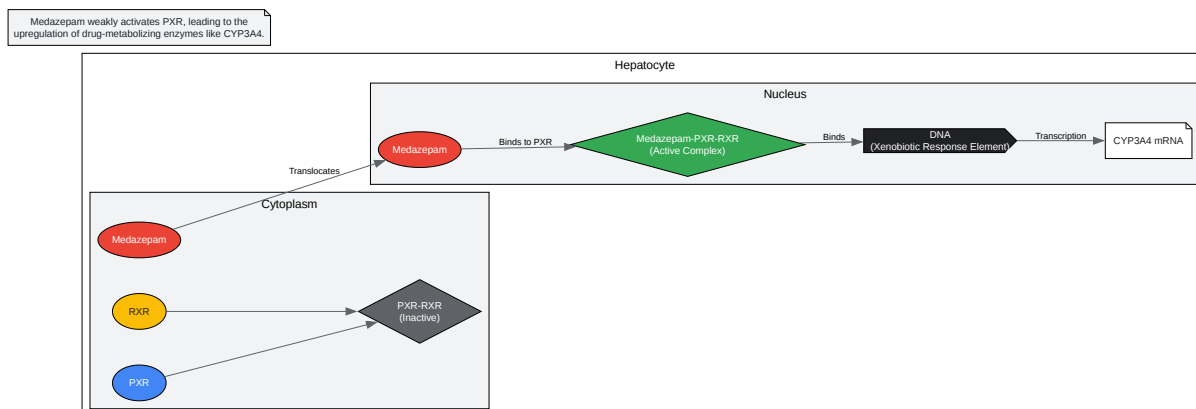 Medazepam weakly activates PXR, leading to the
upregulation of drug-metabolizing enzymes like CYP3A4.
Hepatocyte
Nucleus
Medazepam
Binds to PXR
Medazepam-PXR-RXR
(Active Complex)
Binds
DNA
(Xenobiotic Response Element)
Transcription
CYP3A4 mRNA
Translocates
Cytoplasm
Medazepam
RXR
PXR-RXR
(Inactive)
PXR